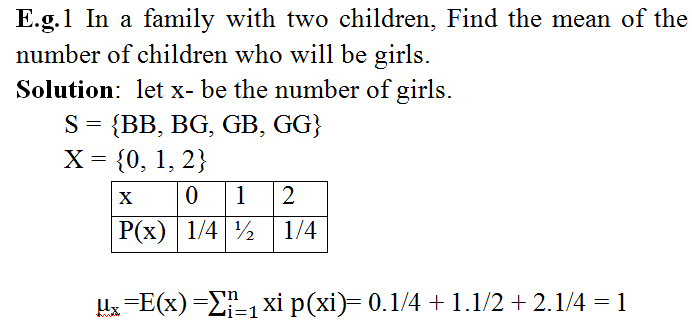 E.g.1 In a family with two children, Find the mean of the
number of children who will be girls.
Solution: let x- be the number of girls.
S = {BB, BG, GB, GG}
X = {0, 1, 2}
x 0 1 2
P(x) 1/4 ½ 1/4
μₓ =E(x) =∑ⁿᵢ₌₁ xi p(xi)= 0.1/4 + 1.1/2 + 2.1/4 = 1